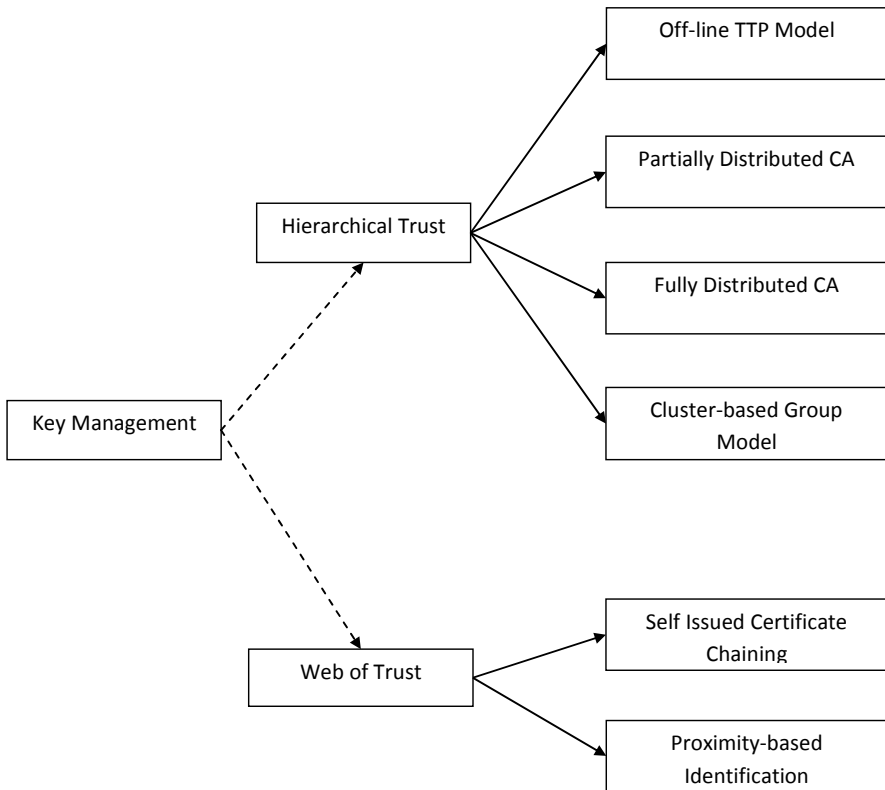 Off-line TTP Model
Partially Distributed CA
Hierarchical Trust
Fully Distributed CA
Cluster-based Group
Model
Key Management
Self Issued Certificate
Chaining
Web of Trust
Proximity-based
Identification